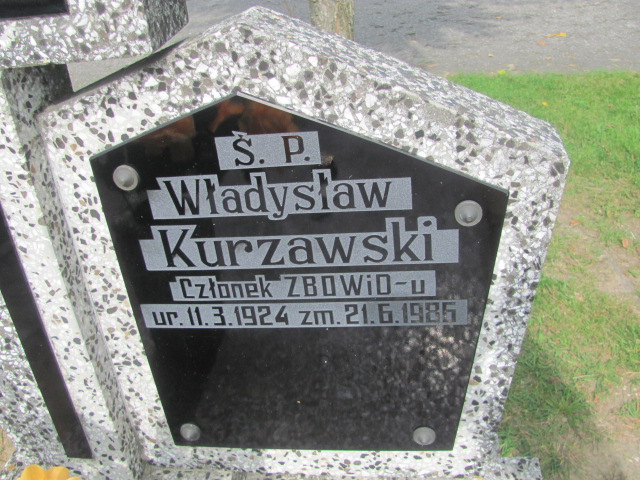 Ś. P.
Władysław
Kurzawski
Członek ZBOWiD-u
ur. 11.3.1924 zm. 21.6.1985